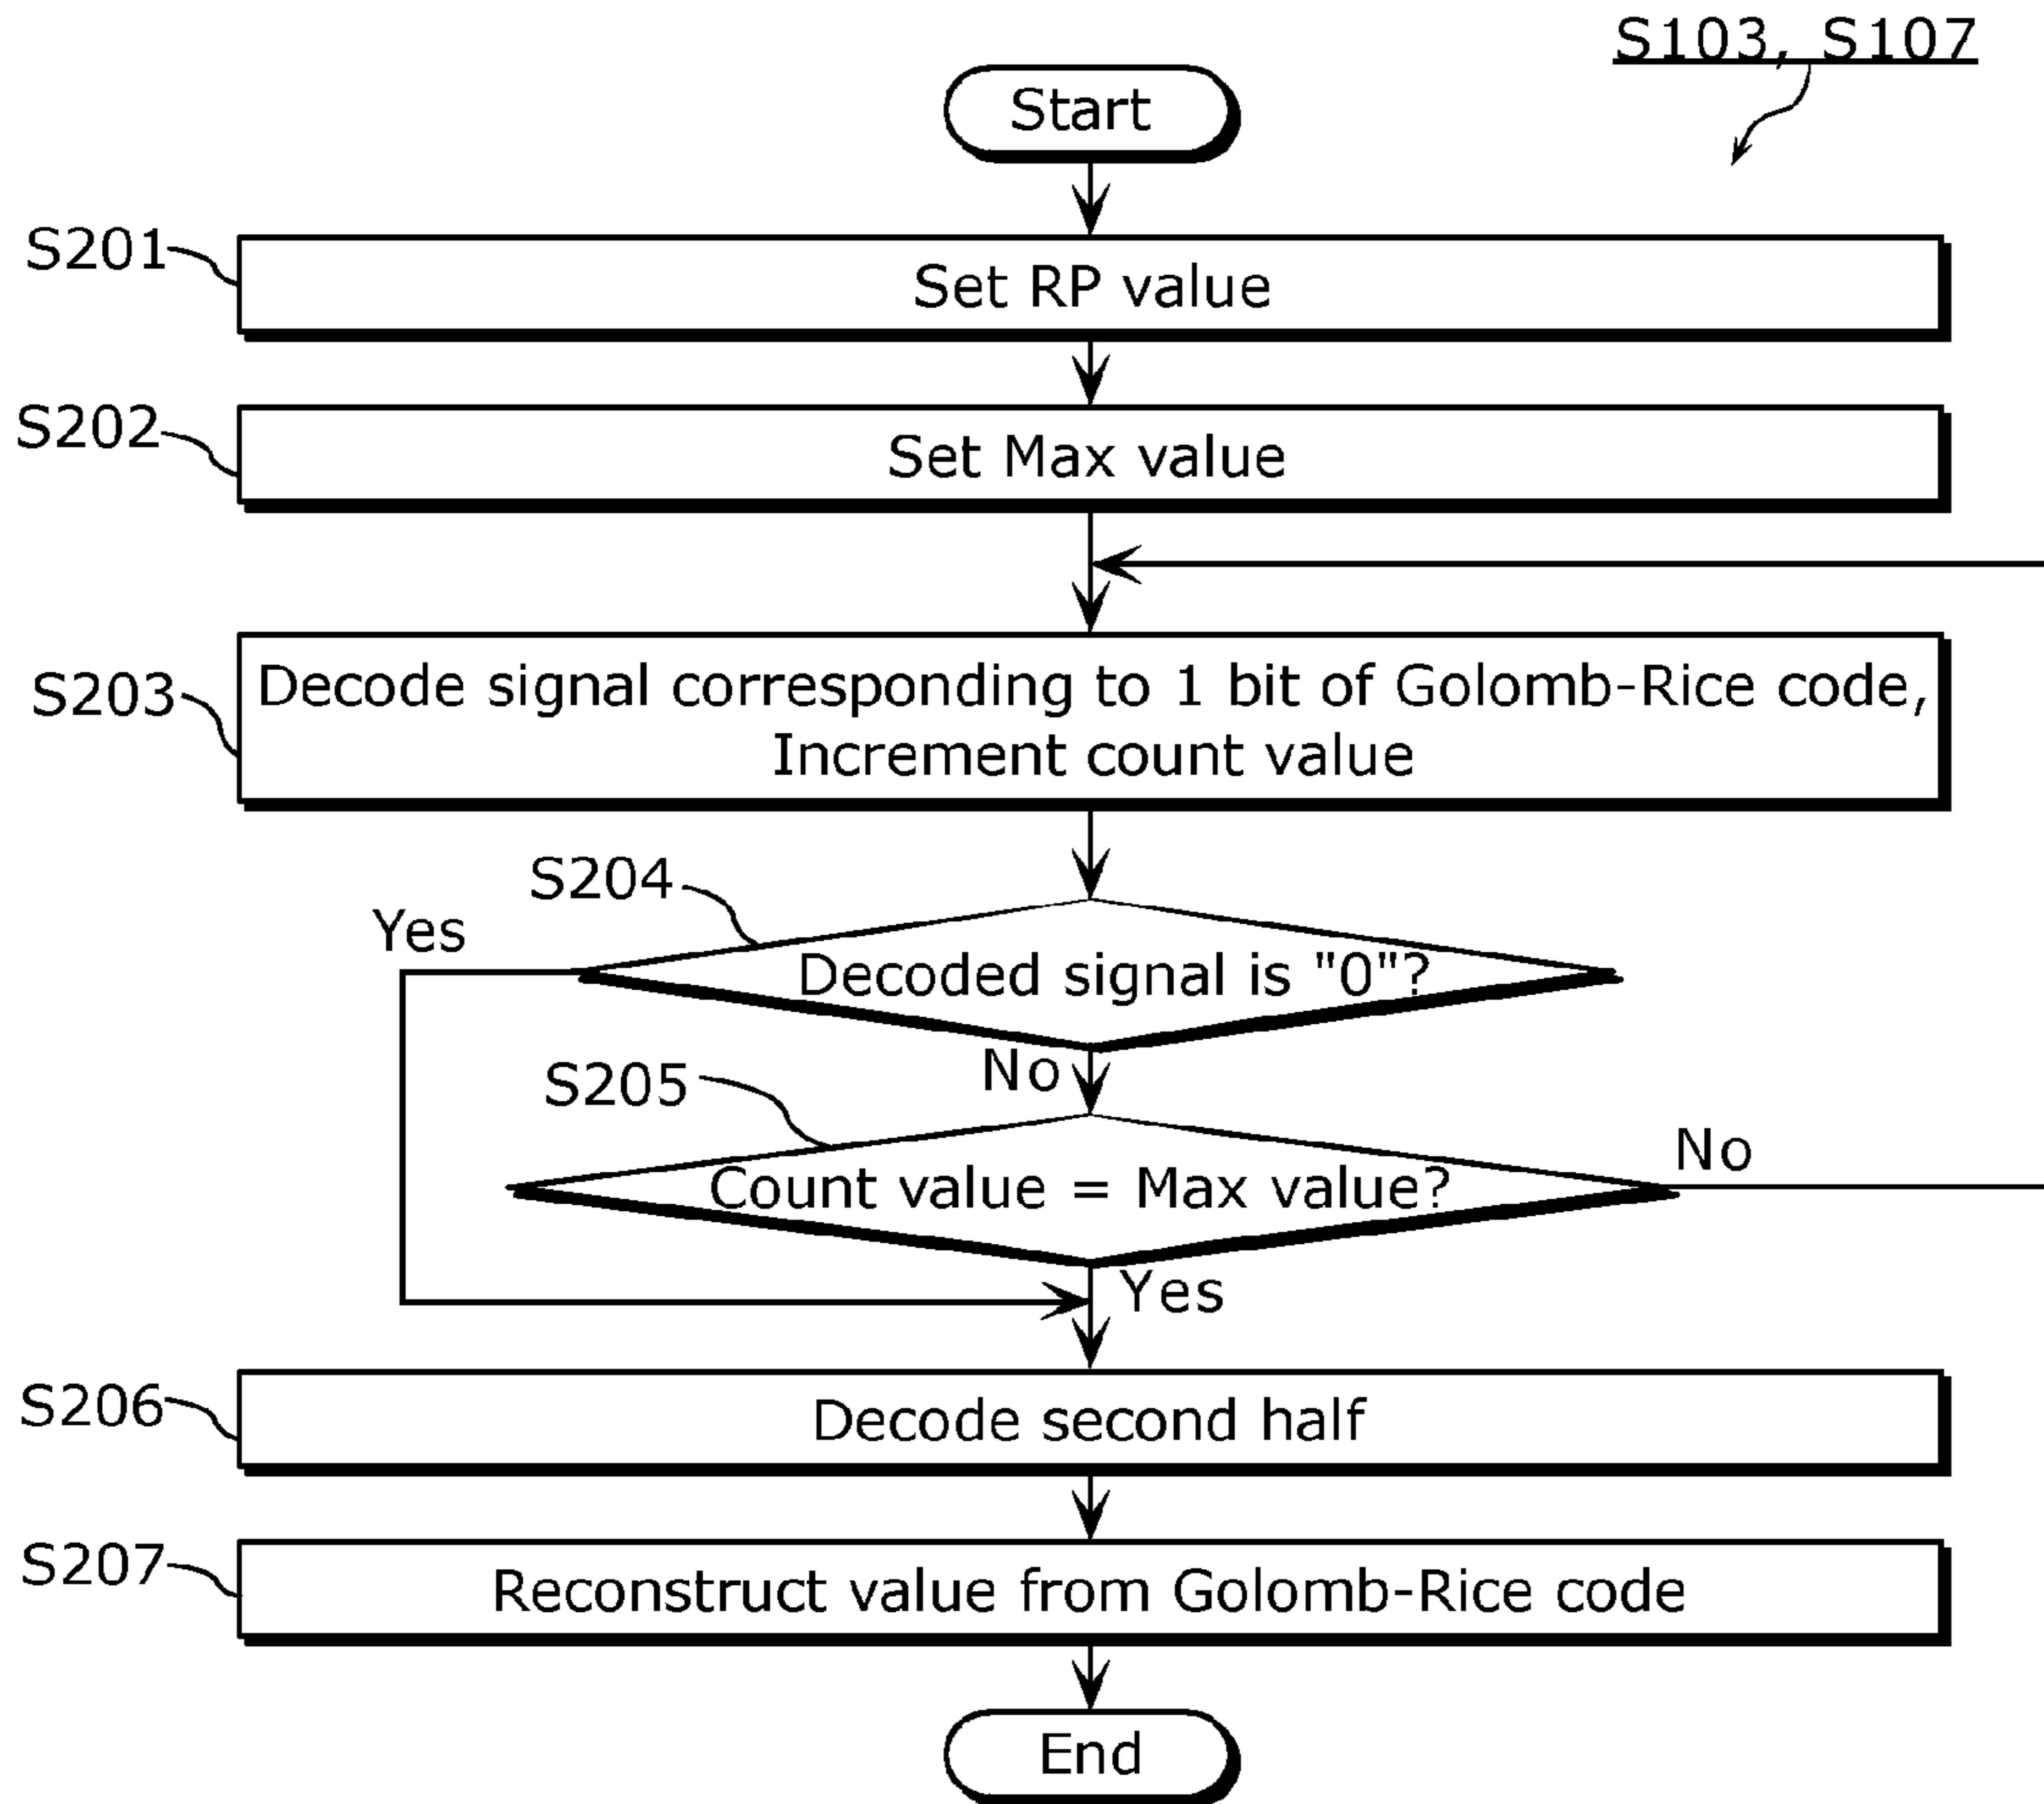 S103, S107
Start
S201
Set RP value
S202
Set Max value
S203
Decode signal corresponding to 1 bit of Golomb-Rice code,
Increment count value
S204
Yes
Decoded signal is "0"?
No
S205
Count value = Max value?
No
Yes
S206
Decode second half
S207
Reconstruct value from Golomb-Rice code
End